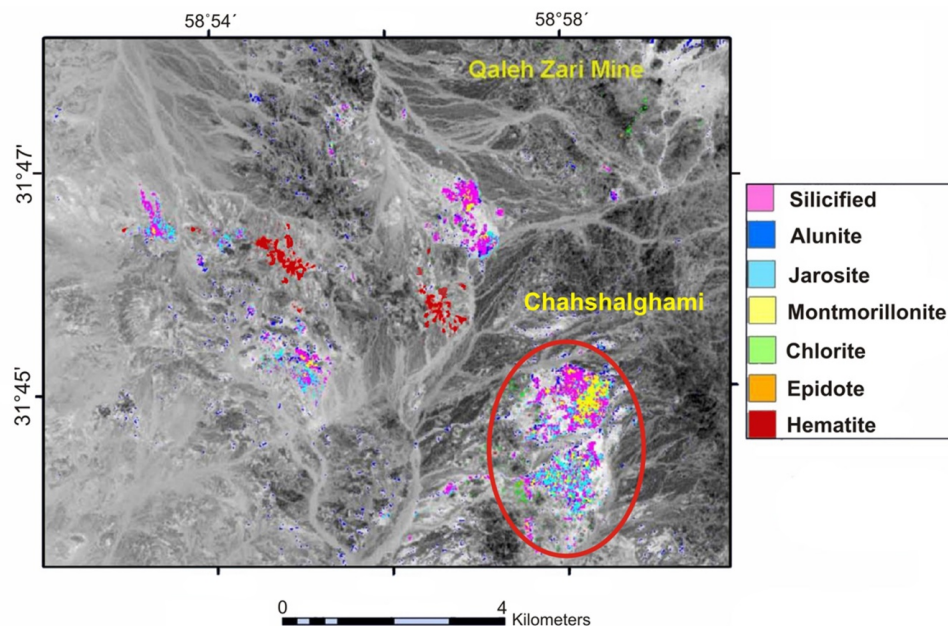 58°54´
58°58´
Qaleh Zari Mine
31°47'
Chahshalghami
31°45'
Silicified
Alunite
Jarosite
Montmorillonite
Chlorite
Epidote
Hematite
0
4
Kilometers